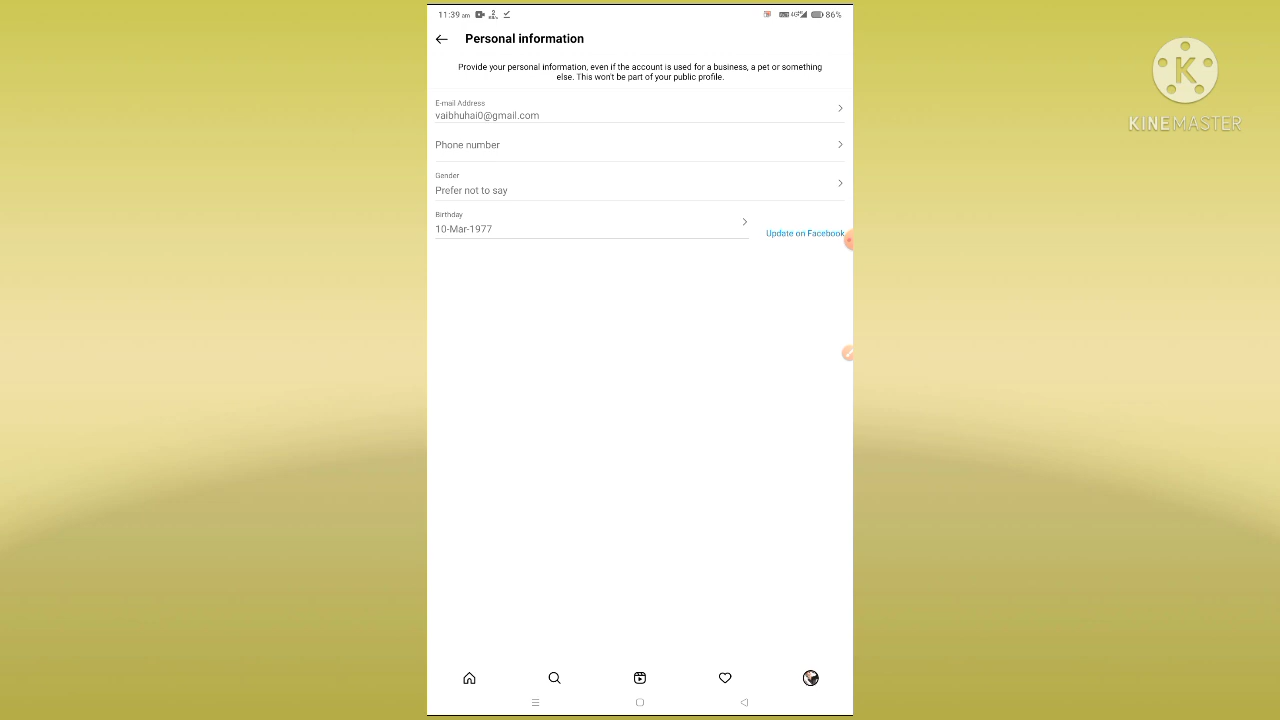 11:39 am
86%
Personal information
Provide your personal information, even if the account is used for a business, a pet or something
else. This won't be part of your public profile.
E-mail Address
vaibhuhai0@gmail.com
Phone number
Gender
Prefer not to say
Birthday
10-Mar-1977
Update on Facebook
K
KINEMASTER